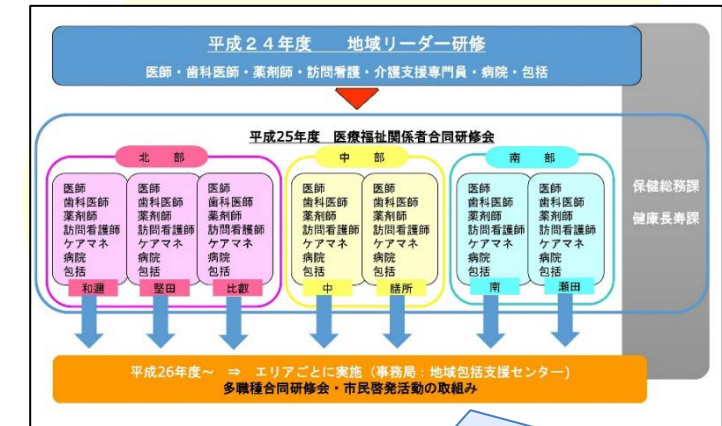 平成２４年度　　地域リーダー研修
医師・歯科医師・薬剤師・訪問看護・介護支援専門員・病院・包括
平成25年度　医療福祉関係者合同研修会
北　部
医師
歯科医師
薬剤師
訪問看護師
ケアマネ
病院
包括
和邇
医師
歯科医師
薬剤師
訪問看護師
ケアマネ
病院
包括
堅田
医師
歯科医師
薬剤師
訪問看護師
ケアマネ
病院
包括
比叡
中　部
医師
歯科医師
薬剤師
訪問看護師
ケアマネ
病院
包括
中
医師
歯科医師
薬剤師
訪問看護師
ケアマネ
病院
包括
膳所
南　部
医師
歯科医師
薬剤師
訪問看護師
ケアマネ
病院
包括
南
医師
歯科医師
薬剤師
訪問看護師
ケアマネ
病院
包括
瀬田
保健総務課
健康長寿課
平成26年度～　⇒　エリアごとに実施（事務局：地域包括支援センター）
多職種合同研修会・市民啓発活動の取組み